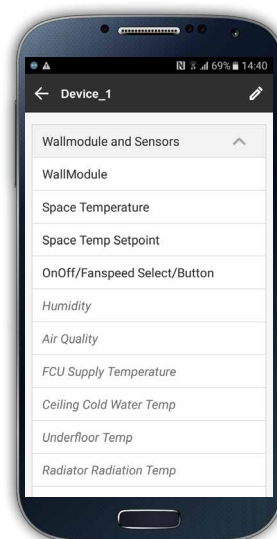 69% 14:40
Device_1
Wallmodule and Sensors
WallModule
Space Temperature
Space Temp Setpoint
OnOff/Fanspeed Select/Button
Humidity
Air Quality
FCU Supply Temperature
Ceiling Cold Water Temp
Underfloor Temp
Radiator Radiation Temp